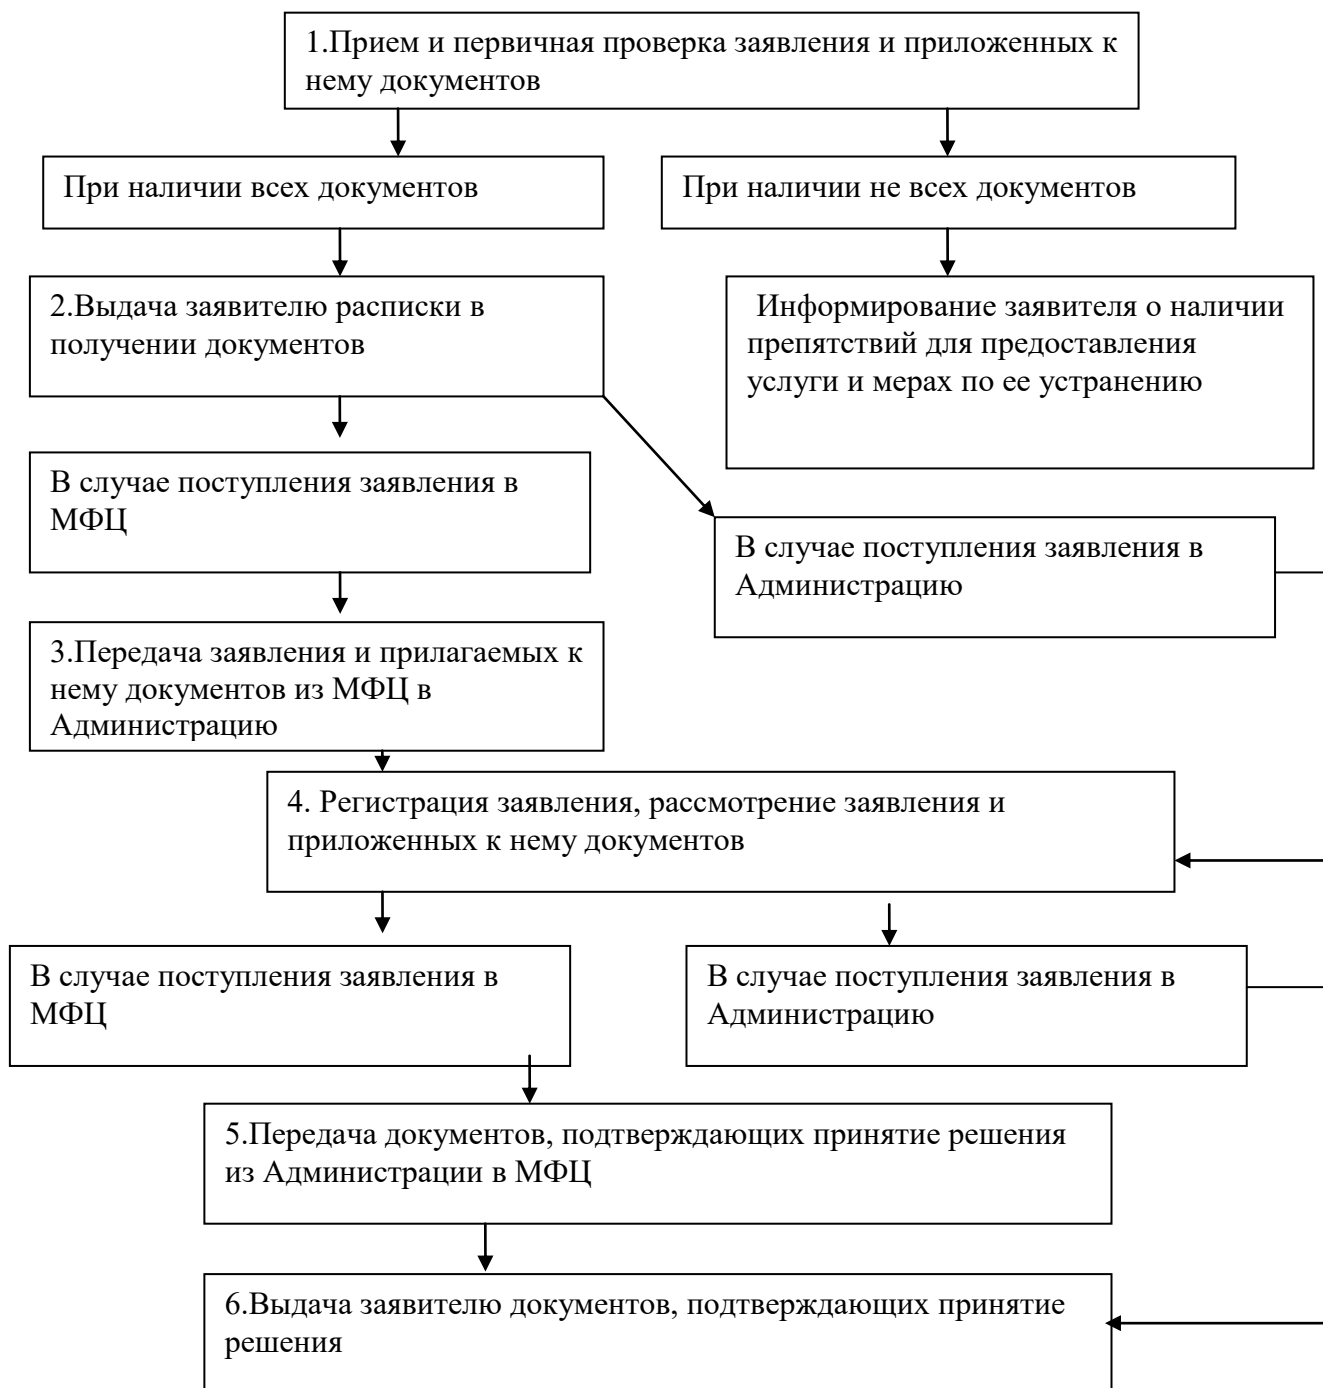 1.Прием и первичная проверка заявления и приложенных к
нему документов
При наличии всех документов
При наличии не всех документов
2.Выдача заявителю расписки в
получении документов
Информирование заявителя о наличии
препятствий для предоставления
услуги и мерах по ее устранению
В случае поступления заявления в
МФЦ
В случае поступления заявления в
Администрацию
3.Передача заявления и прилагаемых к
нему документов из МФЦ в
Администрацию
4. Регистрация заявления, рассмотрение заявления и
приложенных к нему документов
В случае поступления заявления в
МФЦ
В случае поступления заявления в
Администрацию
5.Передача документов, подтверждающих принятие решения
из Администрации в МФЦ
6.Выдача заявителю документов, подтверждающих принятие
решения